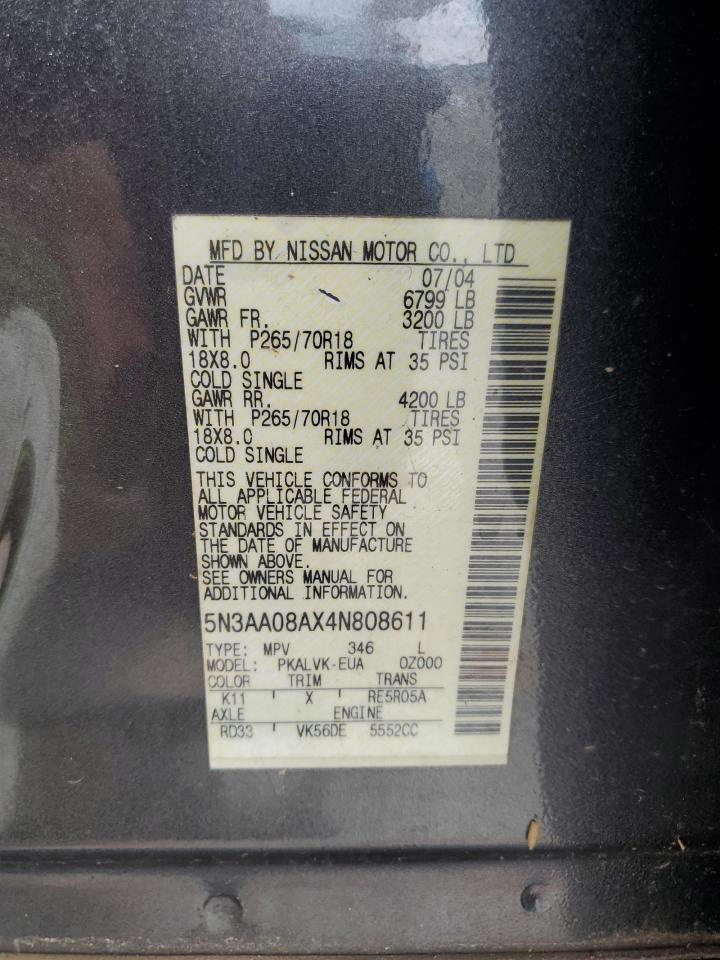 MFD BY NISSAN MOTOR CO., LTD
DATE 07/04
GVWR 6799 LB
GAWR FR. 3200 LB
WITH P265/70R18 TIRES
18X8.0 RIMS AT 35 PSI
COLD SINGLE
GAWR RR. 4200 LB
WITH P265/70R18 TIRES
18X8.0 RIMS AT 35 PSI
COLD SINGLE
THIS VEHICLE CONFORMS TO
ALL APPLICABLE FEDERAL
MOTOR VEHICLE SAFETY
STANDARDS IN EFFECT ON
THE DATE OF MANUFACTURE
SHOWN ABOVE.
SEE OWNERS MANUAL FOR
ADDITIONAL INFORMATION.
5N3AA08AX4N808611
TYPE: MPV 346 L
MODEL: PKALVK-EUA 0Z000
COLOR TRIM TRANS
K11 X RE5R05A
AXLE ENGINE
RD33 VK56DE 5552CC